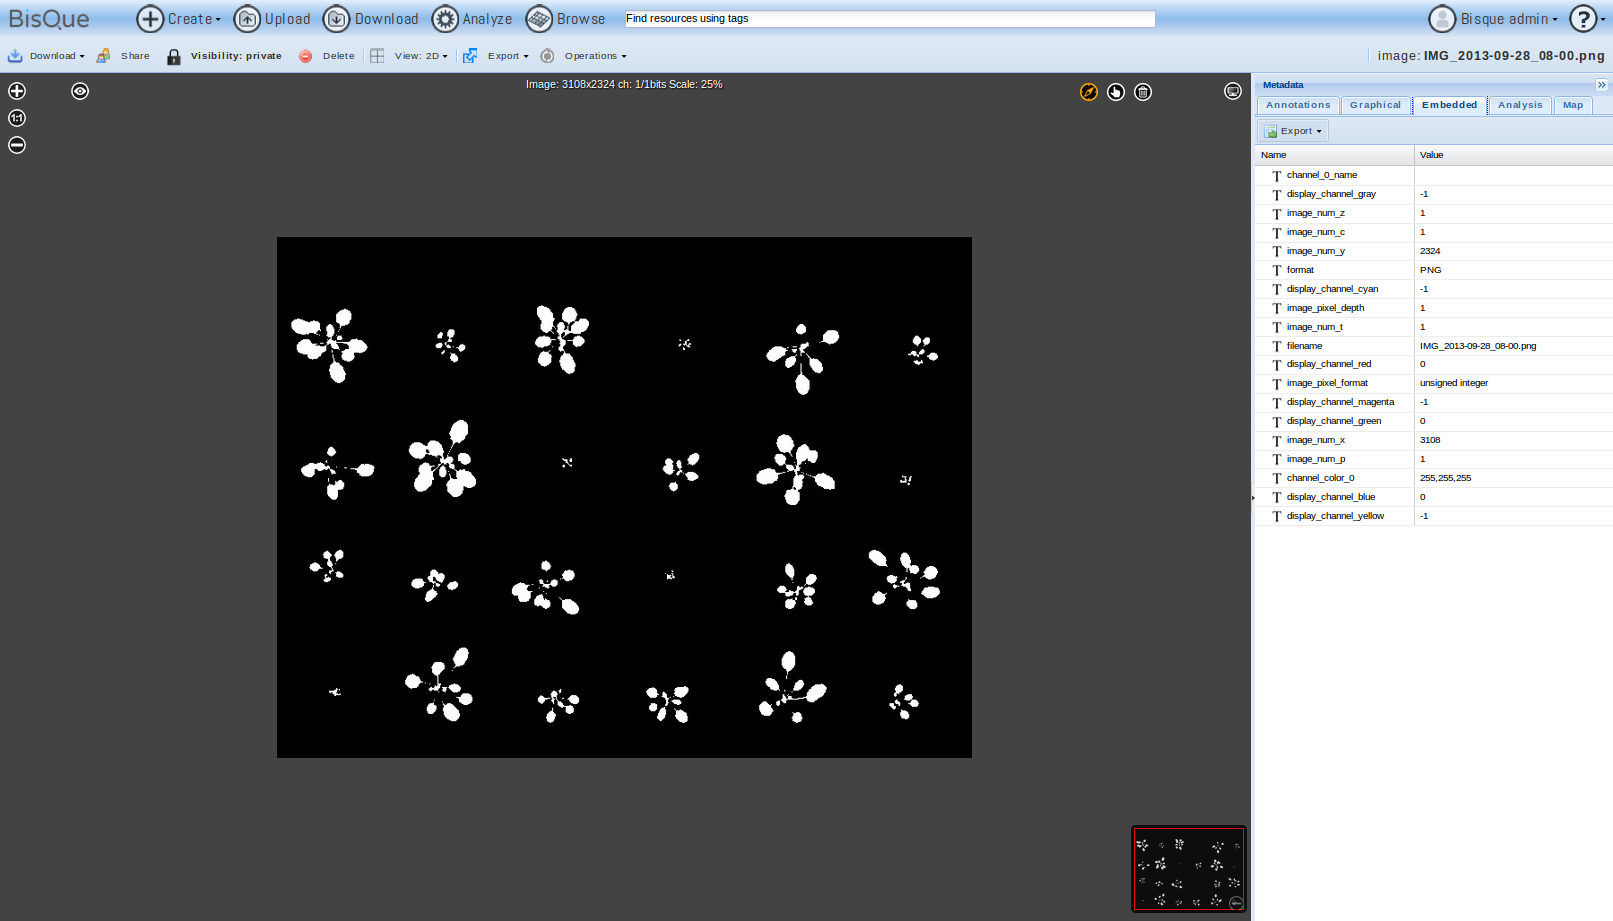 BisQue Create Upload Download Analyze Browse Find resources using tags Bisque admin ?
Download Share Visibility: private Delete View: 2D Export Operations image: IMG_2013-09-28_08-00.png
Image: 3108x2324 ch: 1/1bits Scale: 25%
1:1
Metadata
Annotations Graphical Embedded Analysis Map
Export
Name Value
channel_0_name
display_channel_gray -1
image_num_z 1
image_num_c 1
image_num_y 2324
format PNG
display_channel_cyan -1
image_pixel_depth 1
image_num_t 1
filename IMG_2013-09-28_08-00.png
display_channel_red 0
image_pixel_format unsigned integer
display_channel_magenta -1
display_channel_green 0
image_num_x 3108
image_num_p 1
channel_color_0 255,255,255
display_channel_blue 0
display_channel_yellow -1